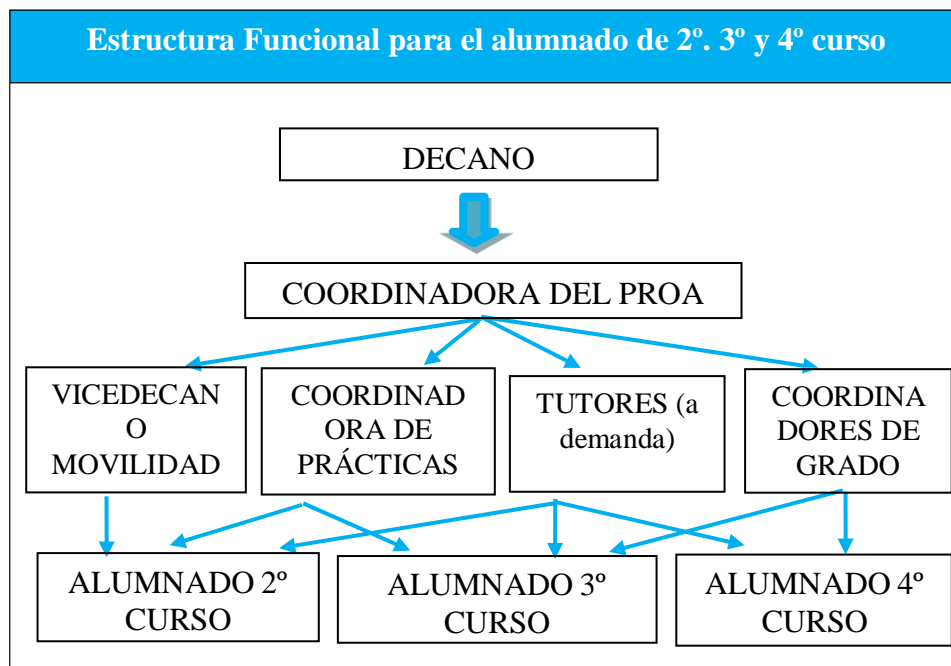 Estructura Funcional para el alumnado de 2º. 3º y 4º curso
DECANO
COORDINADORA DEL PROA
VICEDECAN
O
MOVILIDAD
COORDINAD
ORA DE
PRÁCTICAS
TUTORES (a
demanda)
COORDINA
DORES DE
GRADO
ALUMNADO 2º
CURSO
ALUMNADO 3º
CURSO
ALUMNADO 4º
CURSO